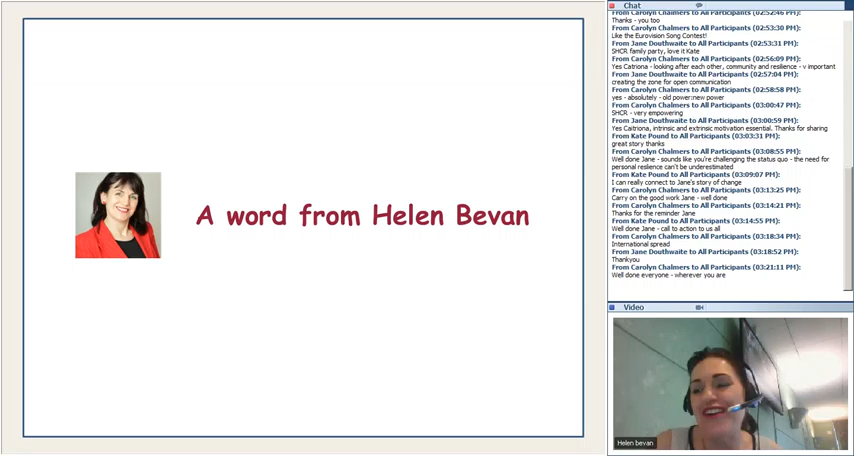 A word from Helen Bevan
Chat
From Carolyn Chalmers to All Participants (02:52:46 PM):
Thanks - you too
From Carolyn Chalmers to All Participants (02:53:30 PM):
Like the Eurovision Song Contest!
From Jane Douthwaite to All Participants (02:53:31 PM):
SHCR family party, love it Kate
From Carolyn Chalmers to All Participants (02:56:09 PM):
Yes Catriona - looking after each other, community and resilience - v important
From Jane Douthwaite to All Participants (02:57:04 PM):
creating the zone for open communication
From Carolyn Chalmers to All Participants (02:58:58 PM):
yes - absolutely - old power:new power
From Carolyn Chalmers to All Participants (03:00:47 PM):
SHCR - very empowering
From Jane Douthwaite to All Participants (03:00:59 PM):
Yes Caitriona, intrinsic and extrinsic motivation essential. Thanks for sharing
From Kate Pound to All Participants (03:03:31 PM):
great story thanks
From Carolyn Chalmers to All Participants (03:08:55 PM):
Well done Jane - sounds like you're challenging the status quo - the need for
personal reslience can't be underestimated
From Kate Pound to All Participants (03:09:07 PM):
I can really connect to Jane's story of change
From Carolyn Chalmers to All Participants (03:13:25 PM):
Carry on the good work Jane - well done
From Carolyn Chalmers to All Participants (03:14:21 PM):
Thanks for the reminder Jane
From Kate Pound to All Participants (03:14:55 PM):
Well done Jane - call to action to us all
From Carolyn Chalmers to All Participants (03:18:34 PM):
International spread
From Jane Douthwaite to All Participants (03:18:52 PM):
Thankyou
From Carolyn Chalmers to All Participants (03:21:11 PM):
Well done everyone - wherever you are
Video
Helen bevan